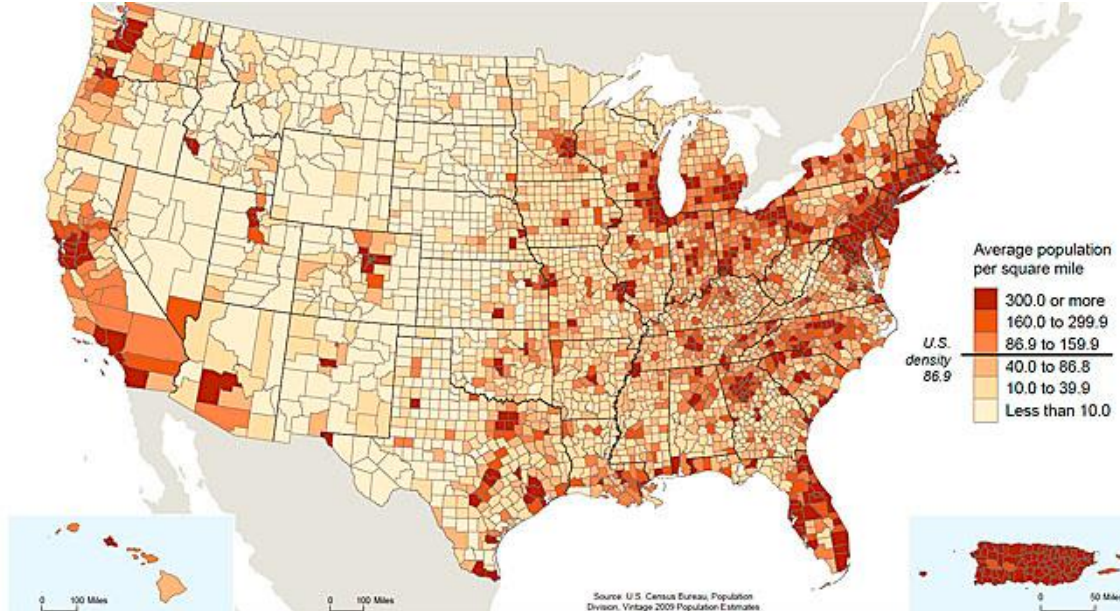 Average population
per square mile
300.0 or more
160.0 to 299.9
86.9 to 159.9
U.S.
density
86.9
40.0 to 86.8
10.0 to 39.9
Less than 10.0
0 100 Miles
0 100 Miles
Source: U.S. Census Bureau, Population
Division, Vintage 2009 Population Estimates
0 50 Miles